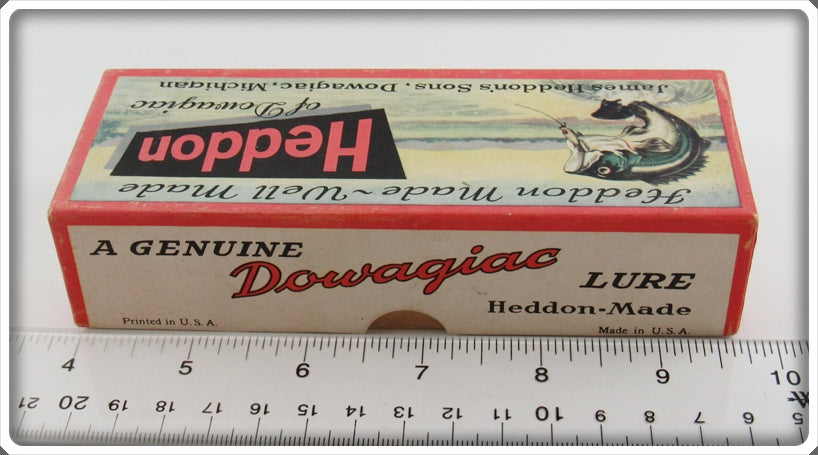 James Heddon's Sons, Dowagiac, Michigan
of Dowagiac
Heddon
Heddon Made ~ Well Made
A GENUINE Dowagiac LURE
Heddon-Made
Printed in U.S.A.
Made in U.S.A.
4 5 6 7 8 9 10
21 20 19 18 17 16 15 14 13 12 11 10 9 8 7 6 5